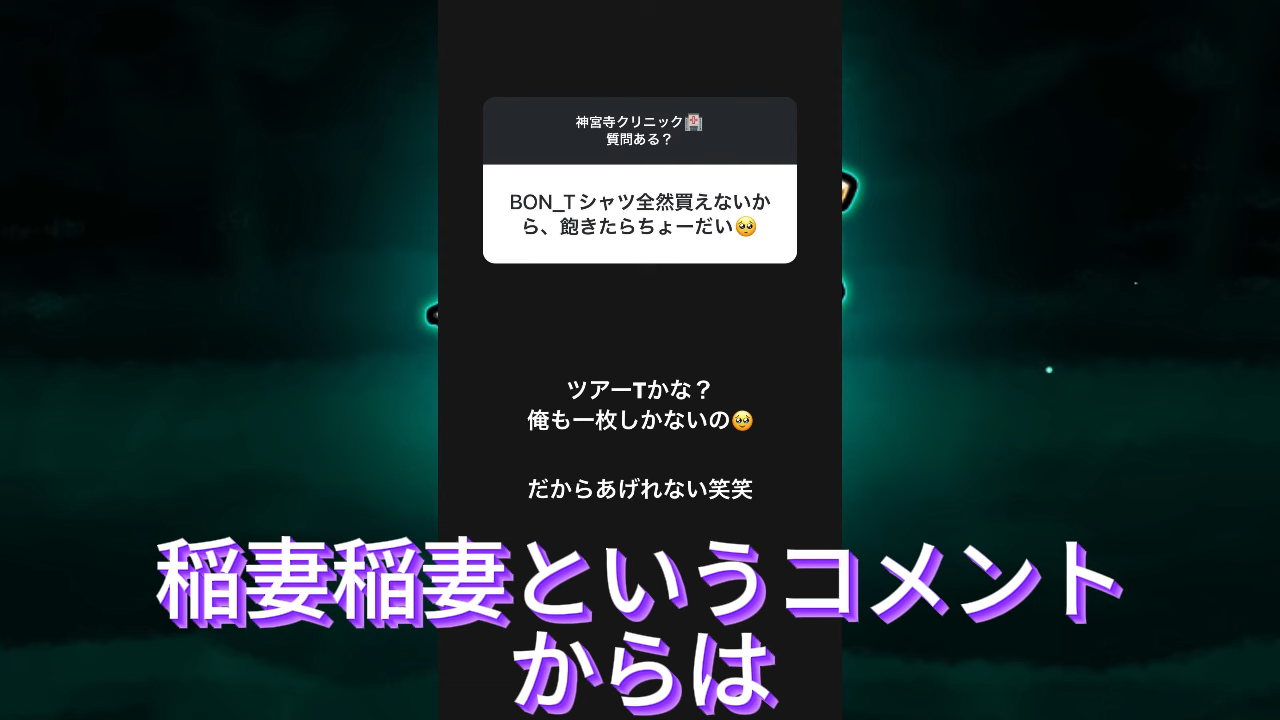 神宮寺クリニック🏥
質問ある？
BON_Tシャツ全然買えないか
ら、飽きたらちょーだい🥺
ツアーTかな？
俺も一枚しかないの🥹
だからあげれない笑笑
稲妻稲妻というコメント
からは